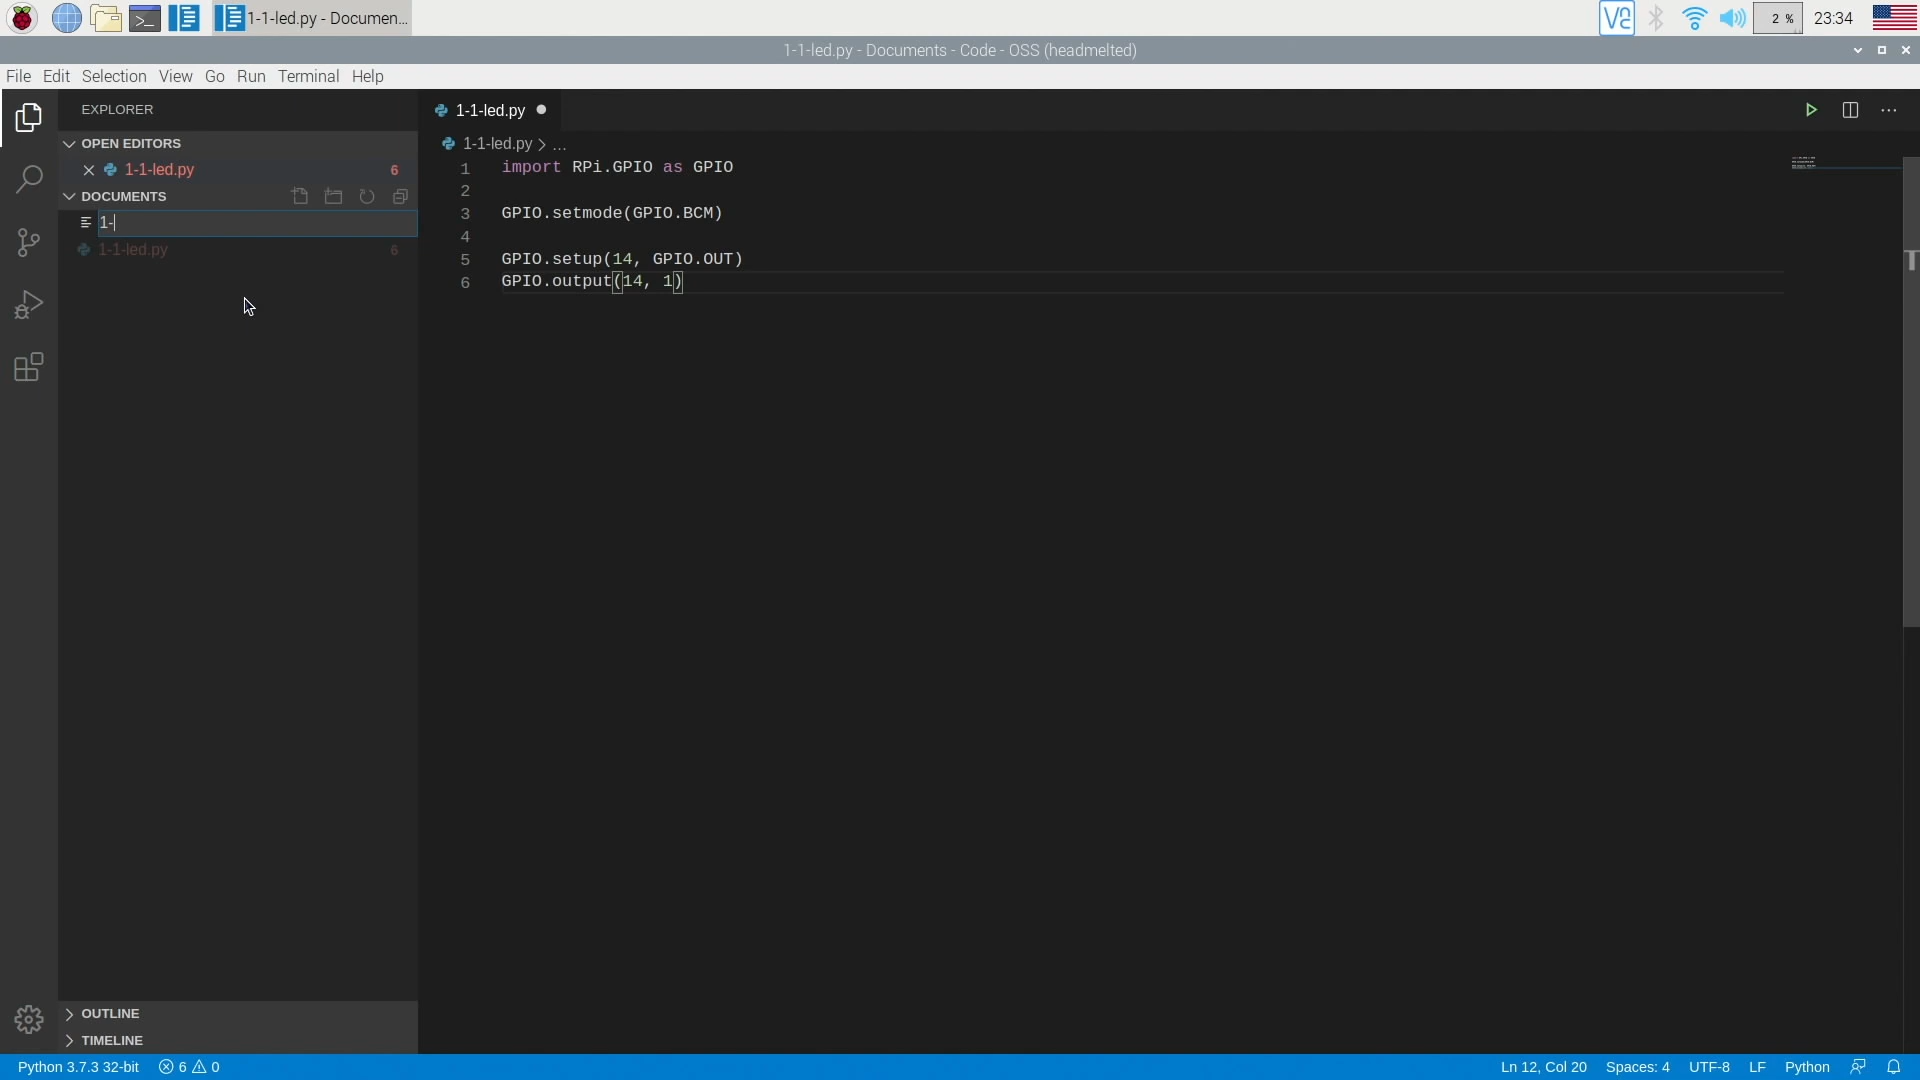 1-1-led.py - Documen...
2 %
23:34
1-1-led.py - Documents - Code - OSS (headmelted)
File Edit Selection View Go Run Terminal Help
EXPLORER
OPEN EDITORS
1-1-led.py 6
DOCUMENTS
1-
1-1-led.py 6
OUTLINE
TIMELINE
1-1-led.py
1-1-led.py > ...
1 import RPi.GPIO as GPIO
2
3 GPIO.setmode(GPIO.BCM)
4
5 GPIO.setup(14, GPIO.OUT)
6 GPIO.output(14, 1)
Python 3.7.3 32-bit 6 0
Ln 12, Col 20 Spaces: 4 UTF-8 LF Python